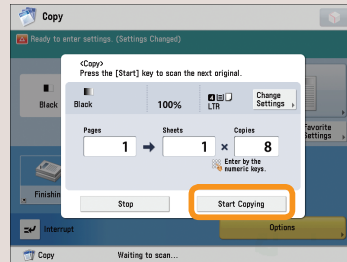 Copy
Ready to enter settings. (Settings Changed)
<Copy>
Press the [Start] key to scan the next original.
Black
Black
100%
LTR
Change Settings
Pages
Sheets
Copies
1
1
×
8
Enter by the numeric keys.
Favorite Settings
Finishin
Stop
Start Copying
Interrupt
Options
Copy
Waiting to scan...